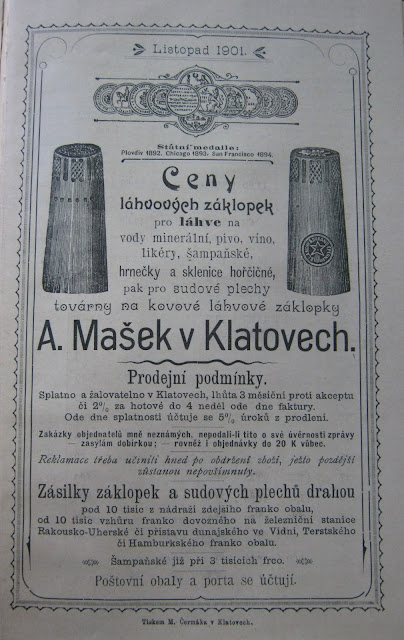 Listopad 1901.
Státní medaile:
Plovdiv 1892. Chicago 1893. San Francisco 1894.
Ceny
láhvových záklopek
pro láhve na
vody minerální, pivo, víno,
likéry, šampaňské,
hrnečky a sklenice hořčičné,
pak pro sudové plechy
továrny na kovové láhvové záklopky
A. Mašek v Klatovech.
Prodejní podmínky.
Splatno a žalovatelno v Klatovech, lhůta 3 měsíční proti akceptu
či 2% za hotové do 4 neděl ode dne faktury.
Ode dne splatnosti účtuje se 5% úroků z prodlení.
Zakázky objednatelů mně neznámých, nepodali-li tito o své úvěrnosti zprávy
— zasýlám dobírkou; — rovněž i objednávky do 20 K vůbec.
Reklamace třeba učiniti hned po obdržení zboží, ježto pozdější
zůstanou nepovšimnuty.
Zásilky záklopek a sudových plechů drahou
pod 10 tisíc z nádraží zdejšího franko obalu,
od 10 tisíc vzhůru franko dovozného na železniční stanice
Rakousko-Uherské či přístavu dunajského ve Vídni, Terstského
či Hamburkského franko obalu.
Šampaňské již při 3 tisících frco.
Poštovní obaly a porta se účtují.
Tiskem M. Čermáka v Klatovech.